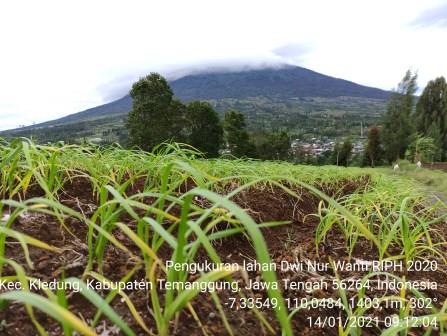 Pengukuran lahan Dwi Nur Wanti RIPH 2020
Kec. Kledung, Kabupaten Temanggung, Jawa Tengah 56264, Indonesia
-7,33549, 110,0484, 1403,1m, 302°
14/01/2021 09:12:04